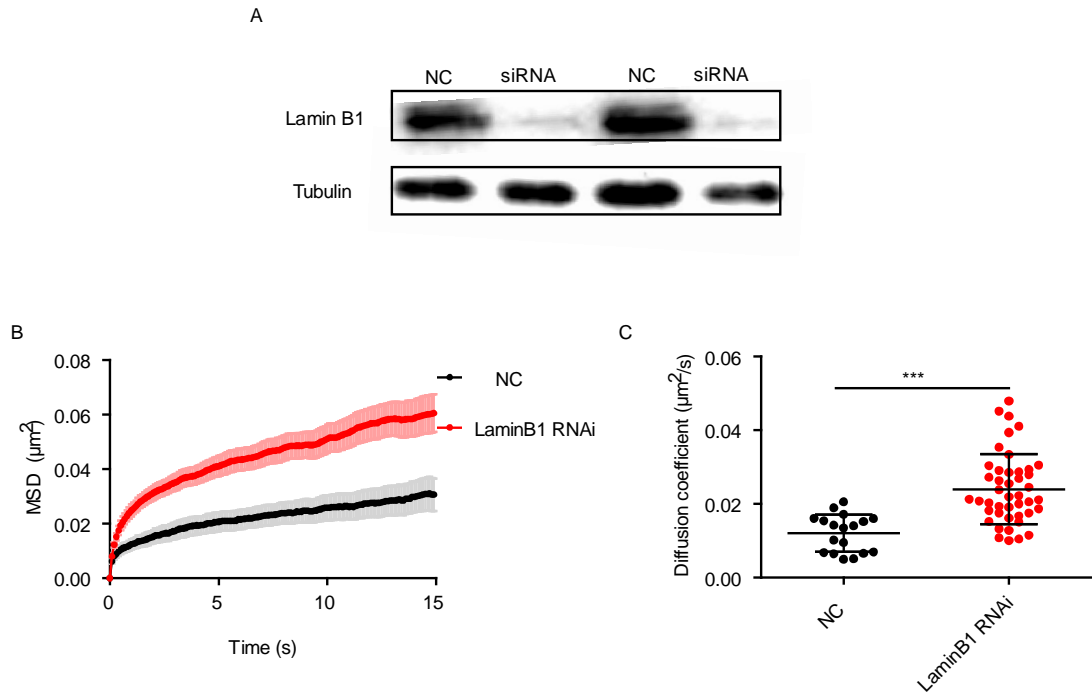 A
NC siRNA NC siRNA
Lamin B1
Tubulin
B
0.08
0.06
0.04
0.02
0.00
MSD (µm²)
0 5 10 15
Time (s)
NC
LaminB1 RNAi
C
0.06
0.04
0.02
0.00
Diffusion coefficient (µm²/s)
***
NC
LaminB1 RNAi